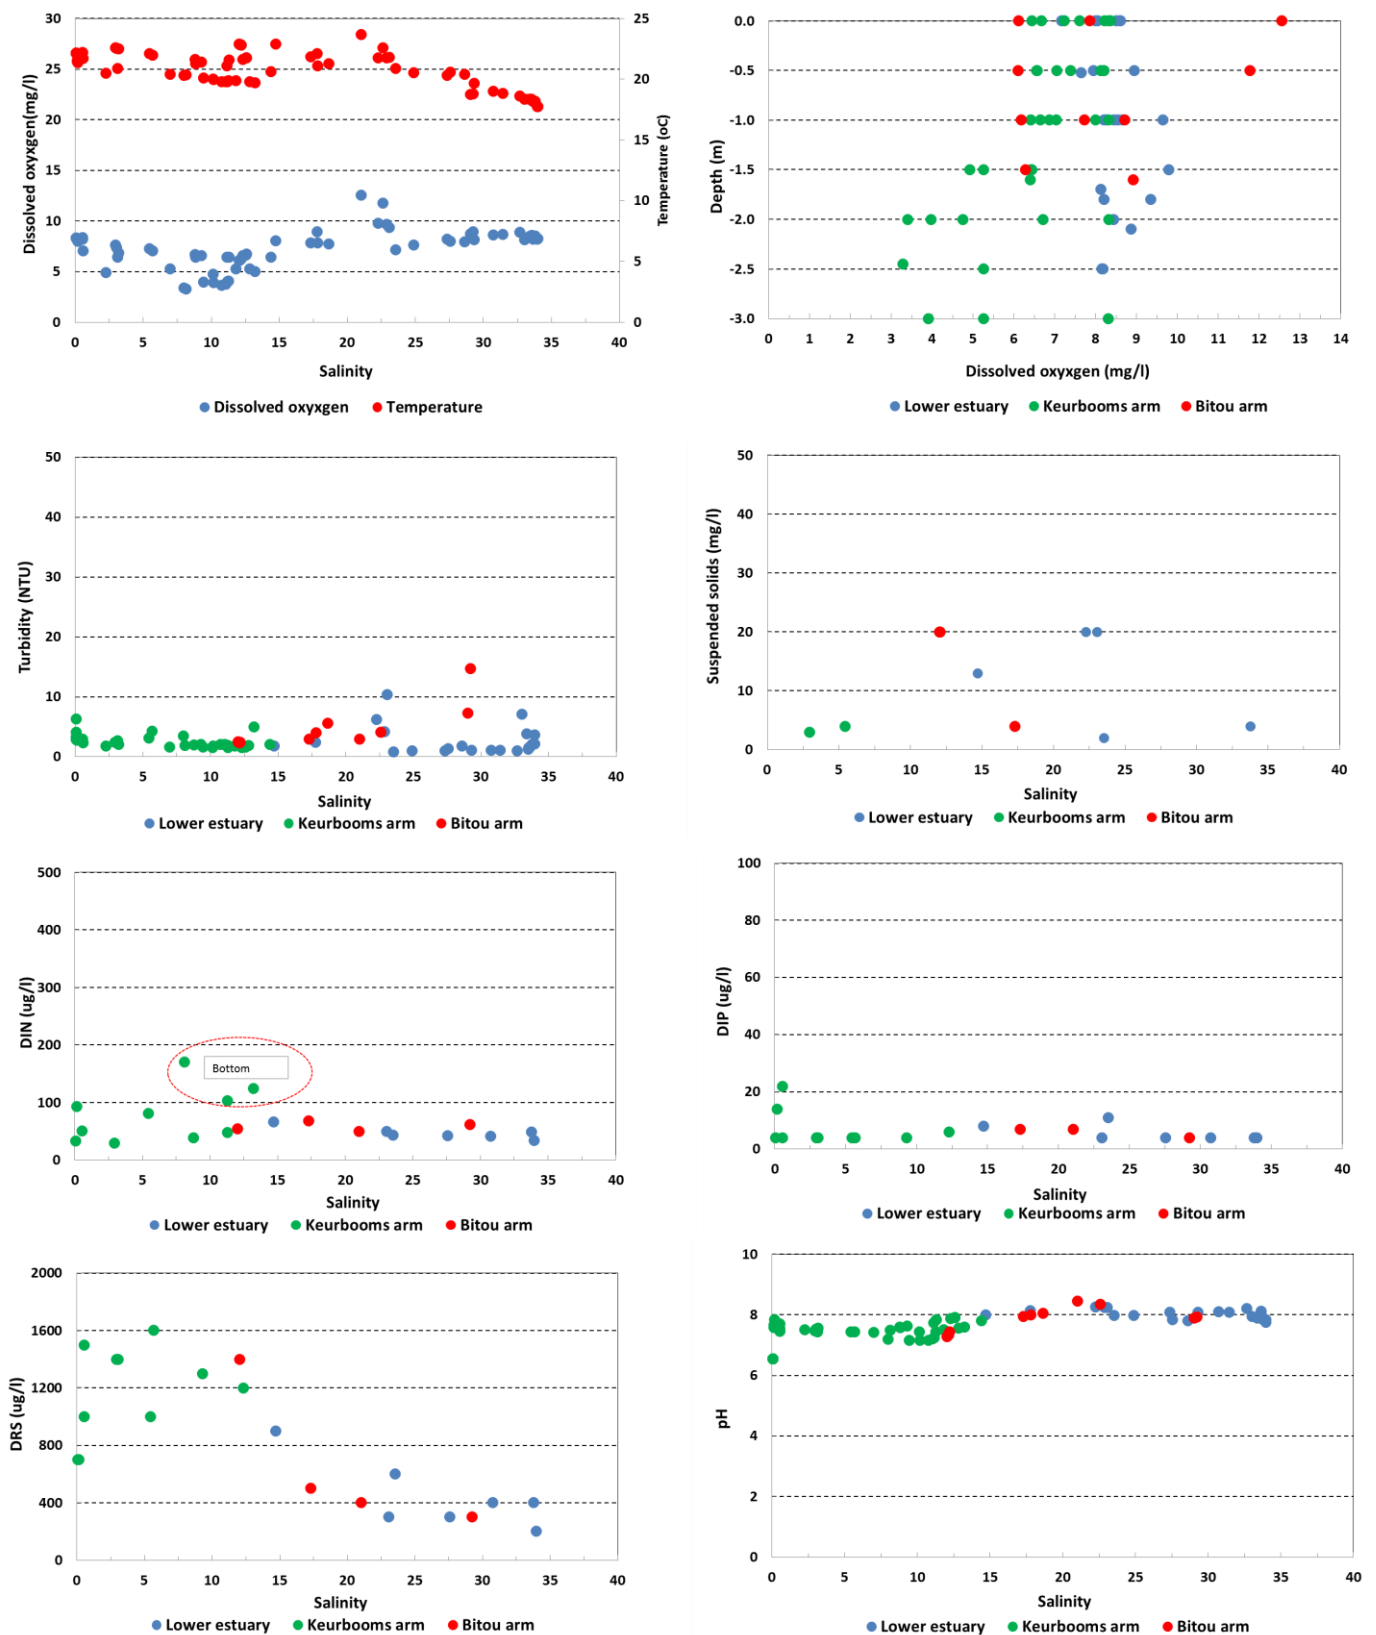 30
25
20
15
10
5
0
Dissolved oxyxgen(mg/l)
25
20
15
10
5
0
Temperature (oC)
0 5 10 15 20 25 30 35 40
Salinity
Dissolved oxyxgen Temperature
0.0
-0.5
-1.0
-1.5
-2.0
-2.5
-3.0
Depth (m)
0 1 2 3 4 5 6 7 8 9 10 11 12 13 14
Dissolved oxyxgen (mg/l)
Lower estuary Keurbooms arm Bitou arm
50
40
30
20
10
0
Turbidity (NTU)
0 5 10 15 20 25 30 35 40
Salinity
Lower estuary Keurbooms arm Bitou arm
50
40
30
20
10
0
Suspended solids (mg/l)
0 5 10 15 20 25 30 35 40
Salinity
Lower estuary Keurbooms arm Bitou arm
500
400
300
200
100
0
DIN (ug/l)
Bottom
0 5 10 15 20 25 30 35 40
Salinity
Lower estuary Keurbooms arm Bitou arm
100
80
60
40
20
0
DIP (ug/l)
0 5 10 15 20 25 30 35 40
Salinity
Lower estuary Keurbooms arm Bitou arm
2000
1600
1200
800
400
0
DRS (ug/l)
0 5 10 15 20 25 30 35 40
Salinity
Lower estuary Keurbooms arm Bitou arm
10
8
6
4
2
0
pH
0 5 10 15 20 25 30 35 40
Salinity
Lower estuary Keurbooms arm Bitou arm